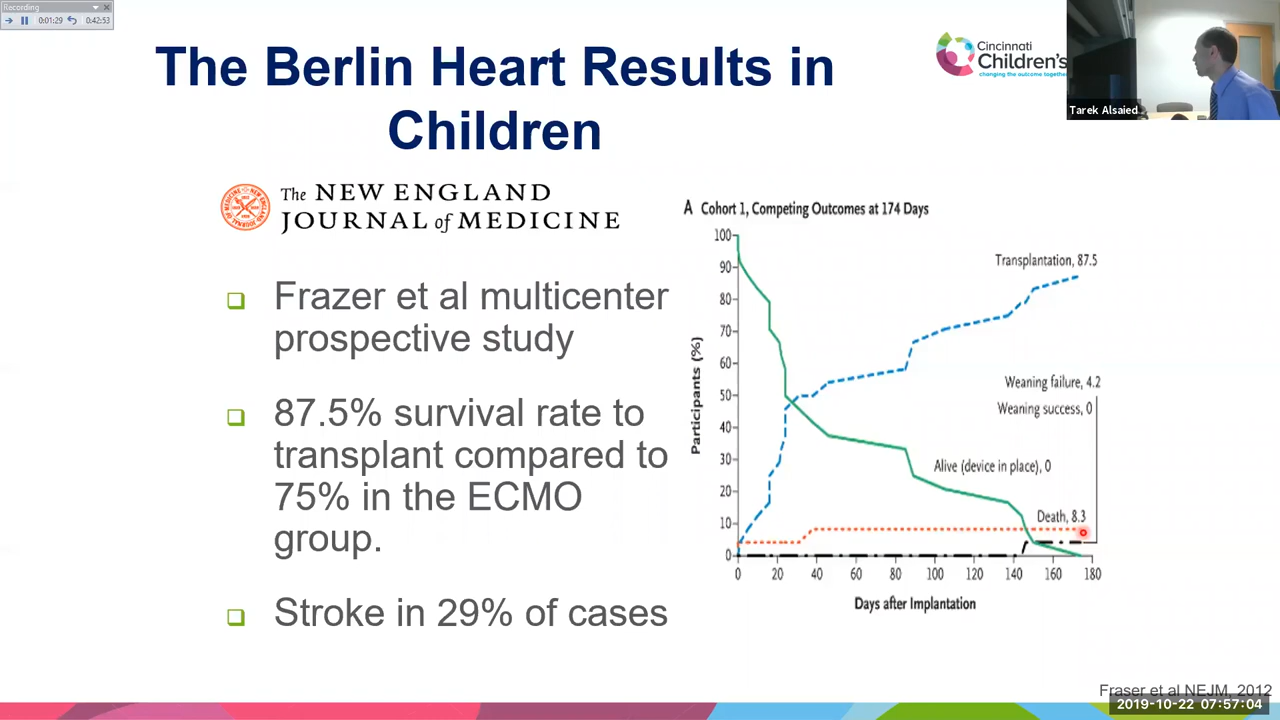 Recording
0:01:29
0:42:53
The Berlin Heart Results in
Children
Cincinnati
Children's
changing the outcome together
Tarek Alsaied
The NEW ENGLAND
JOURNAL of MEDICINE
Frazer et al multicenter
prospective study
87.5% survival rate to
transplant compared to
75% in the ECMO
group.
Stroke in 29% of cases
A Cohort 1, Competing Outcomes at 174 Days
Participants (%)
100
90
80
70
60
50
40
30
20
10
0
Transplantation, 87.5
Weaning failure, 4.2
Weaning success, 0
Alive (device in place), 0
Death, 8.3
0 20 40 60 80 100 120 140 160 180
Days after Implantation
Fraser et al NEJM, 2012
2019-10-22 07:57:04